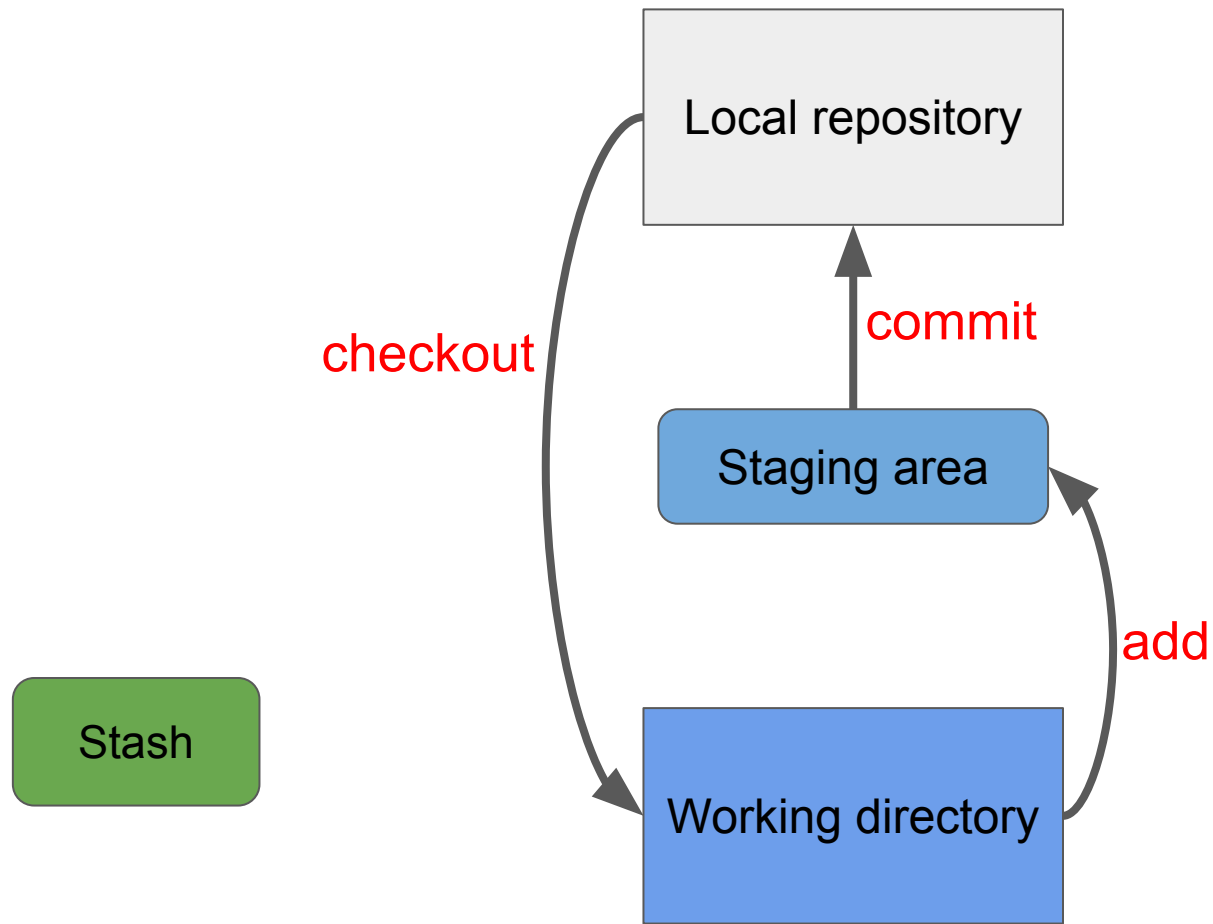 Local repository
commit
checkout
Staging area
add
Stash
Working directory